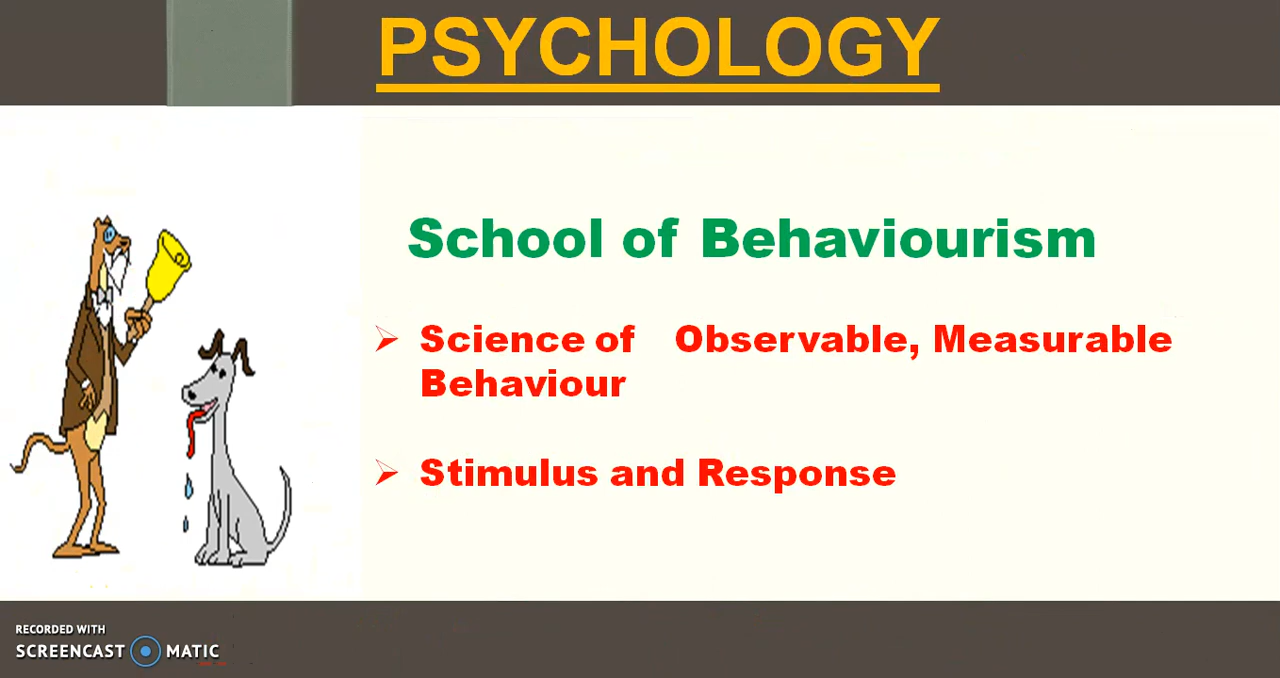 PSYCHOLOGY
School of Behaviourism
Science of Observable, Measurable
Behaviour
Stimulus and Response
RECORDED WITH
SCREENCAST MATIC